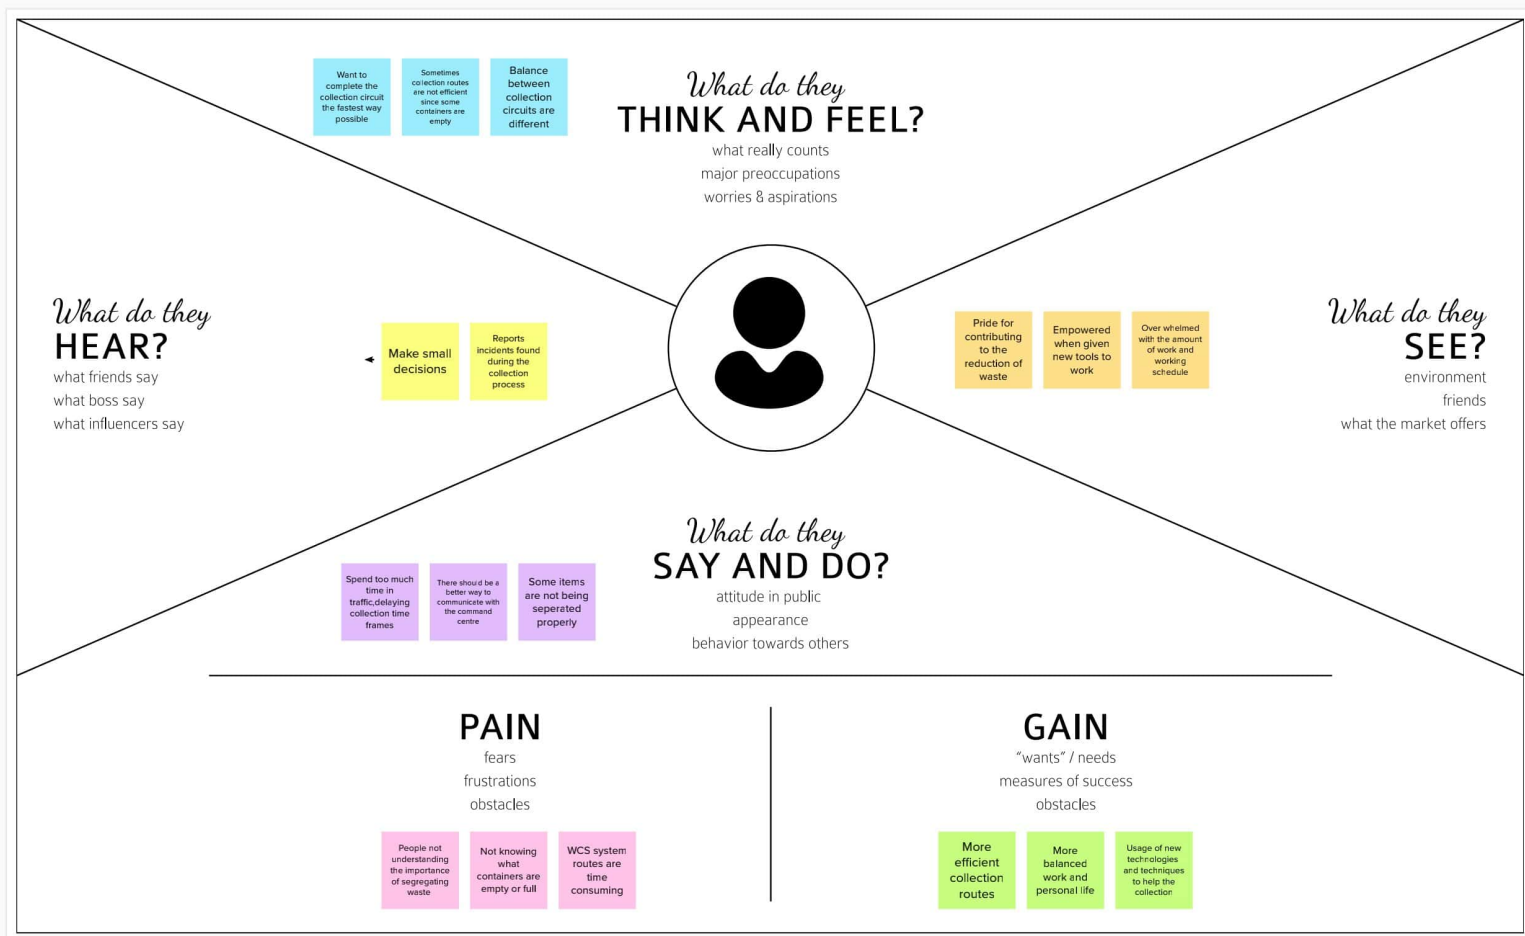 Want to
complete the
collection circuit
the fastest way
possible
Sometimes
collection routes
are not efficient
since some
containers are
empty
Balance
between
collection
circuits are
different
What do they
THINK AND FEEL?
what really counts
major preoccupations
worries & aspirations
What do they
HEAR?
what friends say
what boss say
what influencers say
Make small
decisions
Reports
incidents found
during the
collection
process
Pride for
contributing
to the
reduction of
waste
Empowered
when given
new tools to
work
Over whelmed
with the amount
of work and
working
schedule
What do they
SEE?
environment
friends
what the market offers
What do they
SAY AND DO?
attitude in public
appearance
behavior towards others
Spend too much
time in
traffic,delaying
collection time
frames
There should be a
better way to
communicate with
the command
centre
Some items
are not being
seperated
properly
PAIN
fears
frustrations
obstacles
People not
understanding
the importance
of segregating
waste
Not knowing
what
containers are
empty or full
WCS system
routes are
time
consuming
GAIN
“wants” / needs
measures of success
obstacles
More
efficient
collection
routes
More
balanced
work and
personal life
Usage of new
technologies
and techniques
to help the
collection